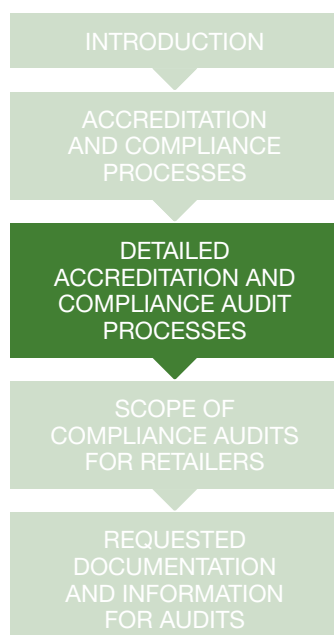 INTRODUCTION
ACCREDITATION
AND COMPLIANCE
PROCESSES
DETAILED
ACCREDITATION AND
COMPLIANCE AUDIT
PROCESSES
SCOPE OF
COMPLIANCE AUDITS
FOR RETAILERS
REQUESTED
DOCUMENTATION
AND INFORMATION
FOR AUDITS